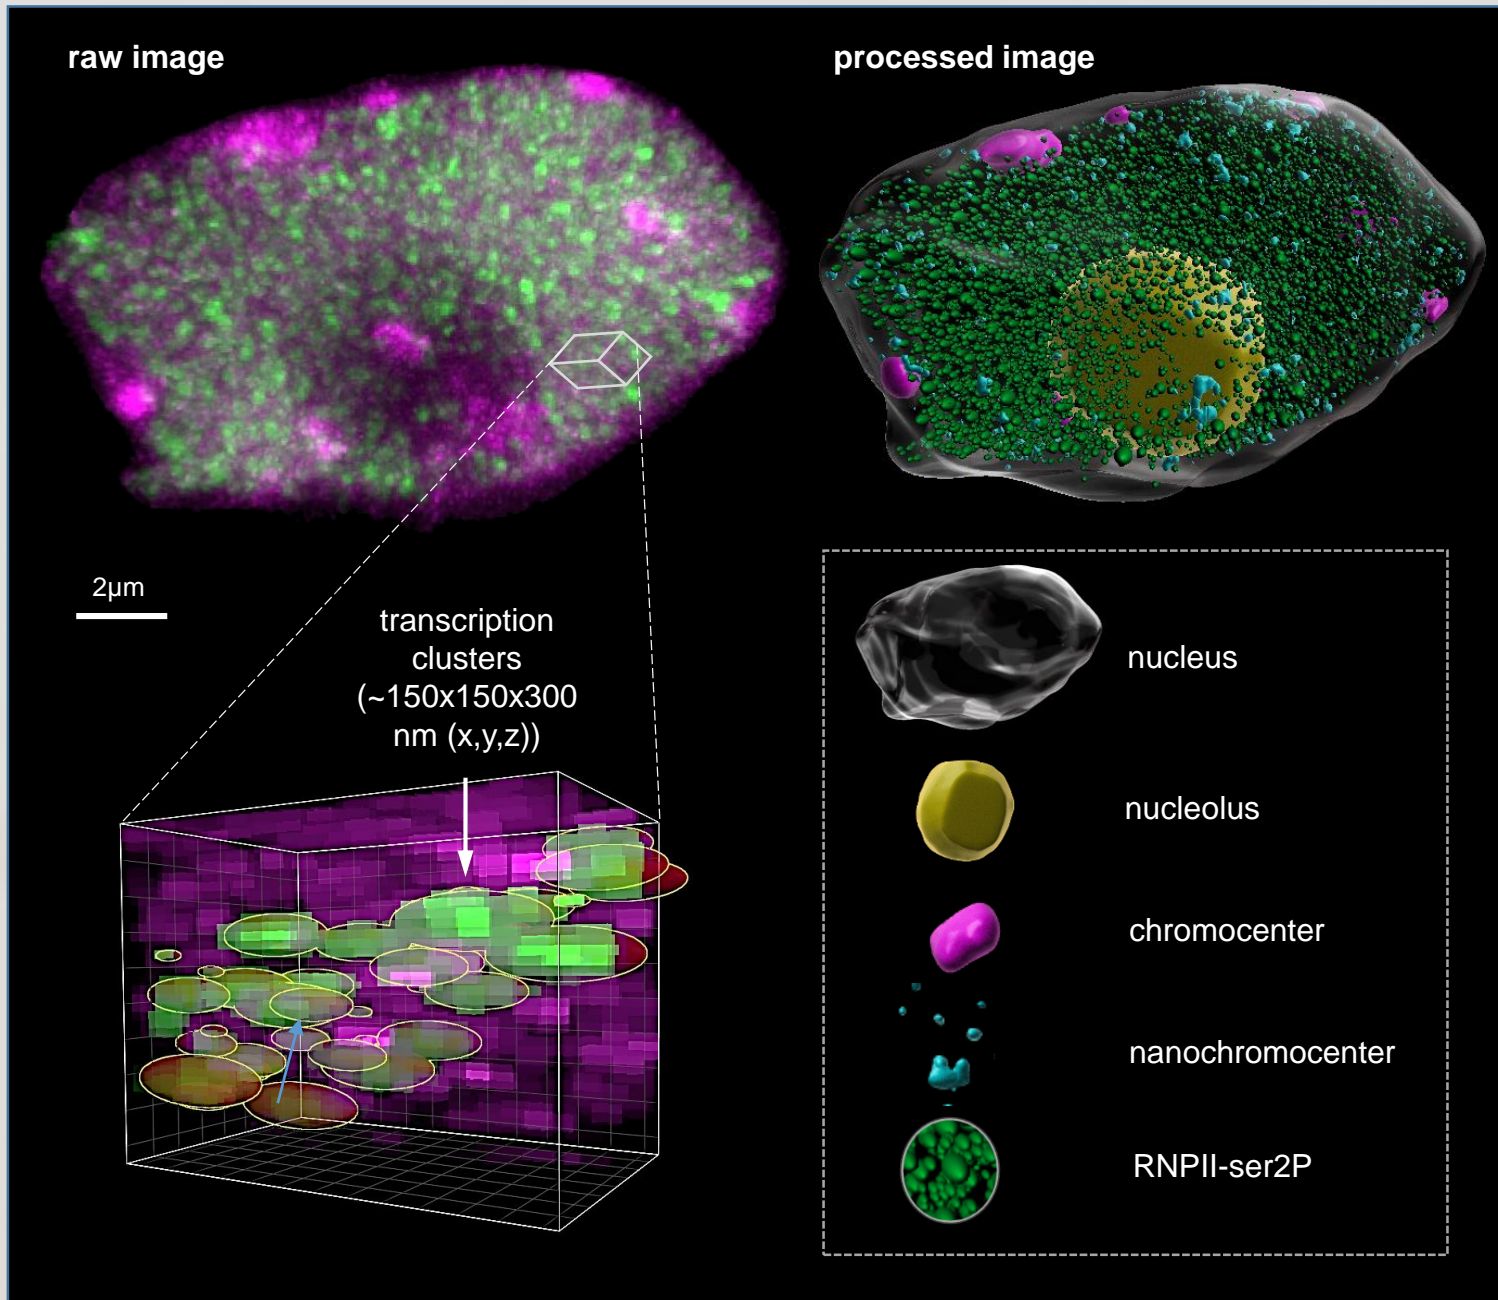 raw image
processed image
2µm
transcription
clusters
(~150x150x300
nm (x,y,z))
nucleus
nucleolus
chromocenter
nanochromocenter
RNPII-ser2P